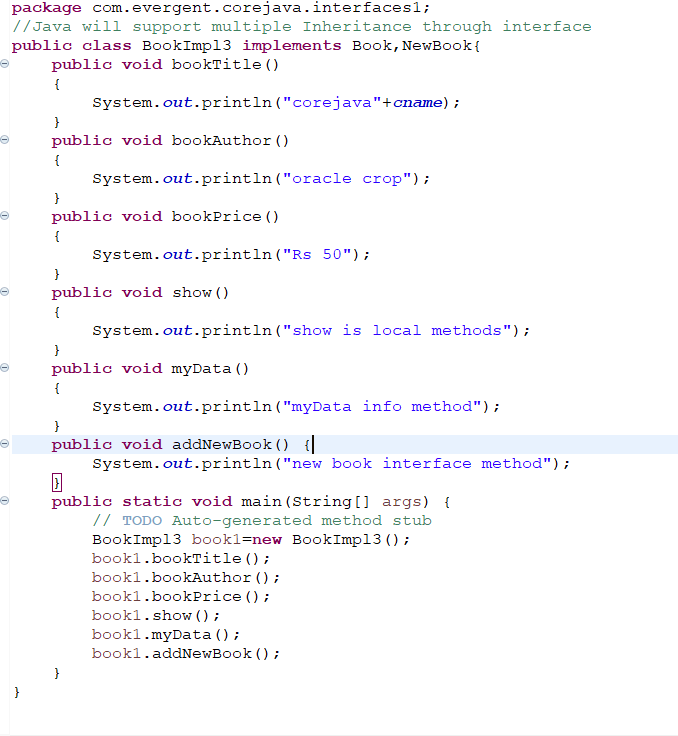 package com.evergent.corejava.interfaces1;
//Java will support multiple Inheritance through interface
public class BookImpl3 implements Book,NewBook{
    public void bookTitle()
    {
        System.out.println("corejava"+cname);
    }
    public void bookAuthor()
    {
        System.out.println("oracle crop");
    }
    public void bookPrice()
    {
        System.out.println("Rs 50");
    }
    public void show()
    {
        System.out.println("show is local methods");
    }
    public void myData()
    {
        System.out.println("myData info method");
    }
    public void addNewBook() {
        System.out.println("new book interface method");
    }
    public static void main(String[] args) {
        // TODO Auto-generated method stub
        BookImpl3 book1=new BookImpl3();
        book1.bookTitle();
        book1.bookAuthor();
        book1.bookPrice();
        book1.show();
        book1.myData();
        book1.addNewBook();
    }
}